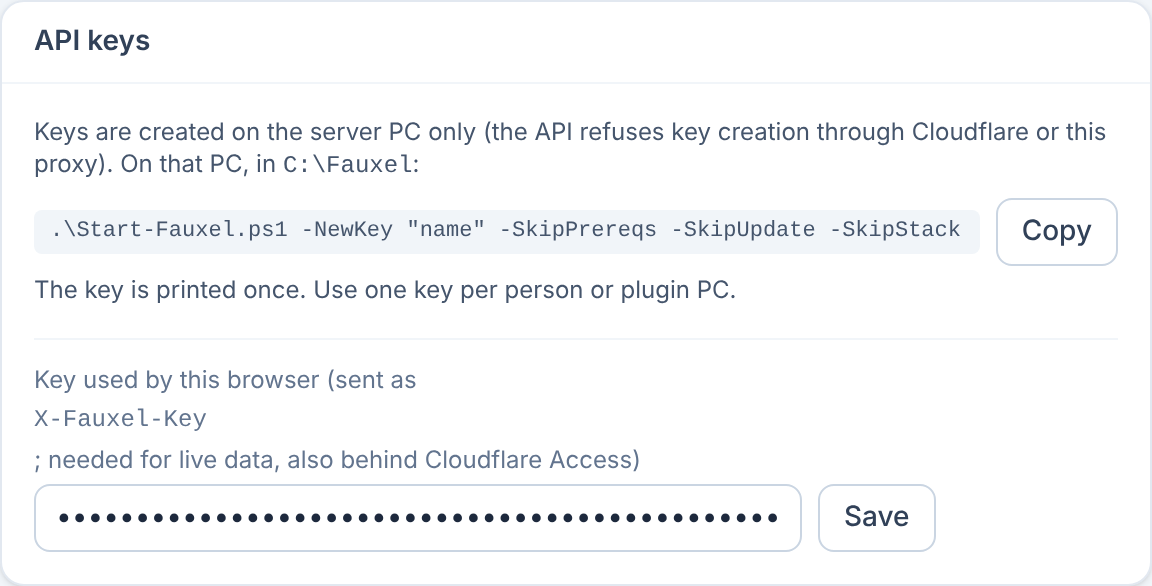 API keys
Keys are created on the server PC only (the API refuses key creation through Cloudflare or this
proxy). On that PC, in C:\Fauxel:
.\Start-Fauxel.ps1 -NewKey "name" -SkipPrereqs -SkipUpdate -SkipStack
Copy
The key is printed once. Use one key per person or plugin PC.
Key used by this browser (sent as
X-Fauxel-Key
; needed for live data, also behind Cloudflare Access)
Save